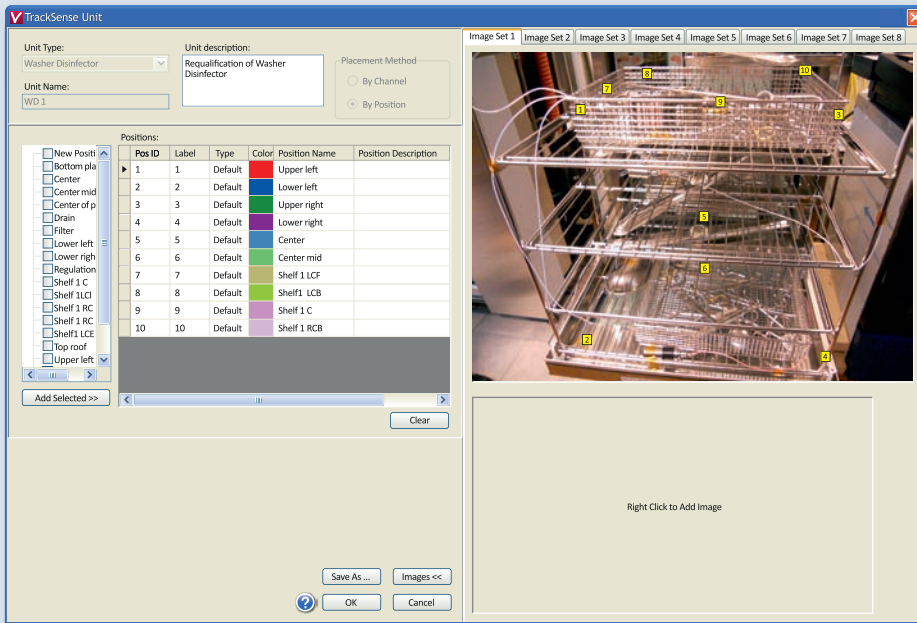 TrackSense Unit
Unit Type:
Washer Disinfector
Unit Name:
WD 1
Unit description:
Requalification of Washer
Disinfector
Placement Method
By Channel
By Position
New Positi
Bottom pla
Center
Center mid
Center of p
Drain
Filter
Lower left
Lower righ
Regulation
Shelf 1 C
Shelf 1LCI
Shelf 1 RC
Shelf 1 RC
Shelf1 LCE
Top roof
Upper left
Add Selected >>
Positions:
Pos ID Label Type Color Position Name Position Description
1 1 Default Upper left
2 2 Default Lower left
3 3 Default Upper right
4 4 Default Lower right
5 5 Default Center
6 6 Default Center mid
7 7 Default Shelf 1 LCF
8 8 Default Shelf1 LCB
9 9 Default Shelf 1 C
10 10 Default Shelf 1 RCB
Clear
Save As ...
Images <<
?
OK
Cancel
Image Set 1 Image Set 2 Image Set 3 Image Set 4 Image Set 5 Image Set 6 Image Set 7 Image Set 8
8
10
7
9
1
3
5
6
2
4
Right Click to Add Image